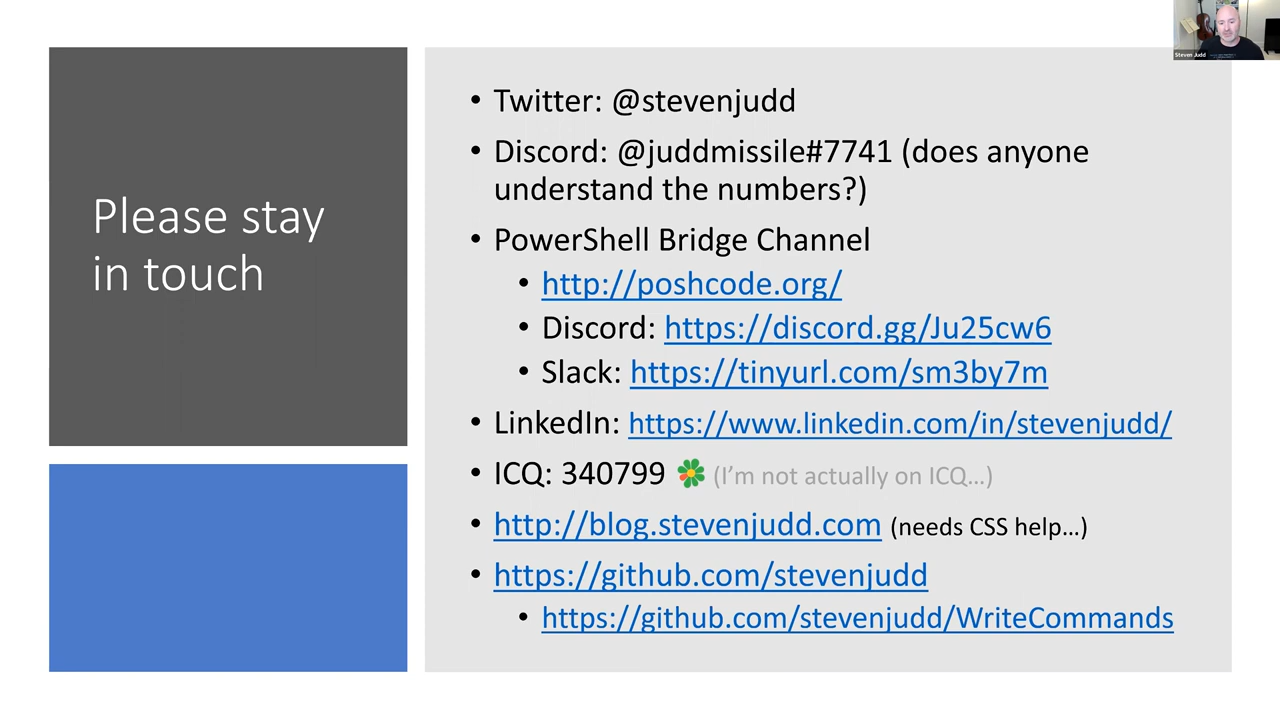 Steven Judd
Please stay
in touch
• Twitter: @stevenjudd
• Discord: @juddmissile#7741 (does anyone
understand the numbers?)
• PowerShell Bridge Channel
• http://poshcode.org/
• Discord: https://discord.gg/Ju25cw6
• Slack: https://tinyurl.com/sm3by7m
• LinkedIn: https://www.linkedin.com/in/stevenjudd/
• ICQ: 340799 (I’m not actually on ICQ…)
• http://blog.stevenjudd.com (needs CSS help…)
• https://github.com/stevenjudd
• https://github.com/stevenjudd/WriteCommands